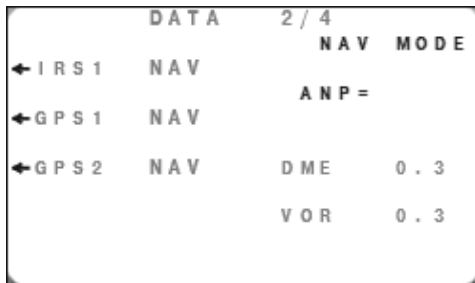 DATA 2/4
NAV MODE
←IRS1 NAV
ANP=
←GPS1 NAV
←GPS2 NAV DME 0.3
VOR 0.3